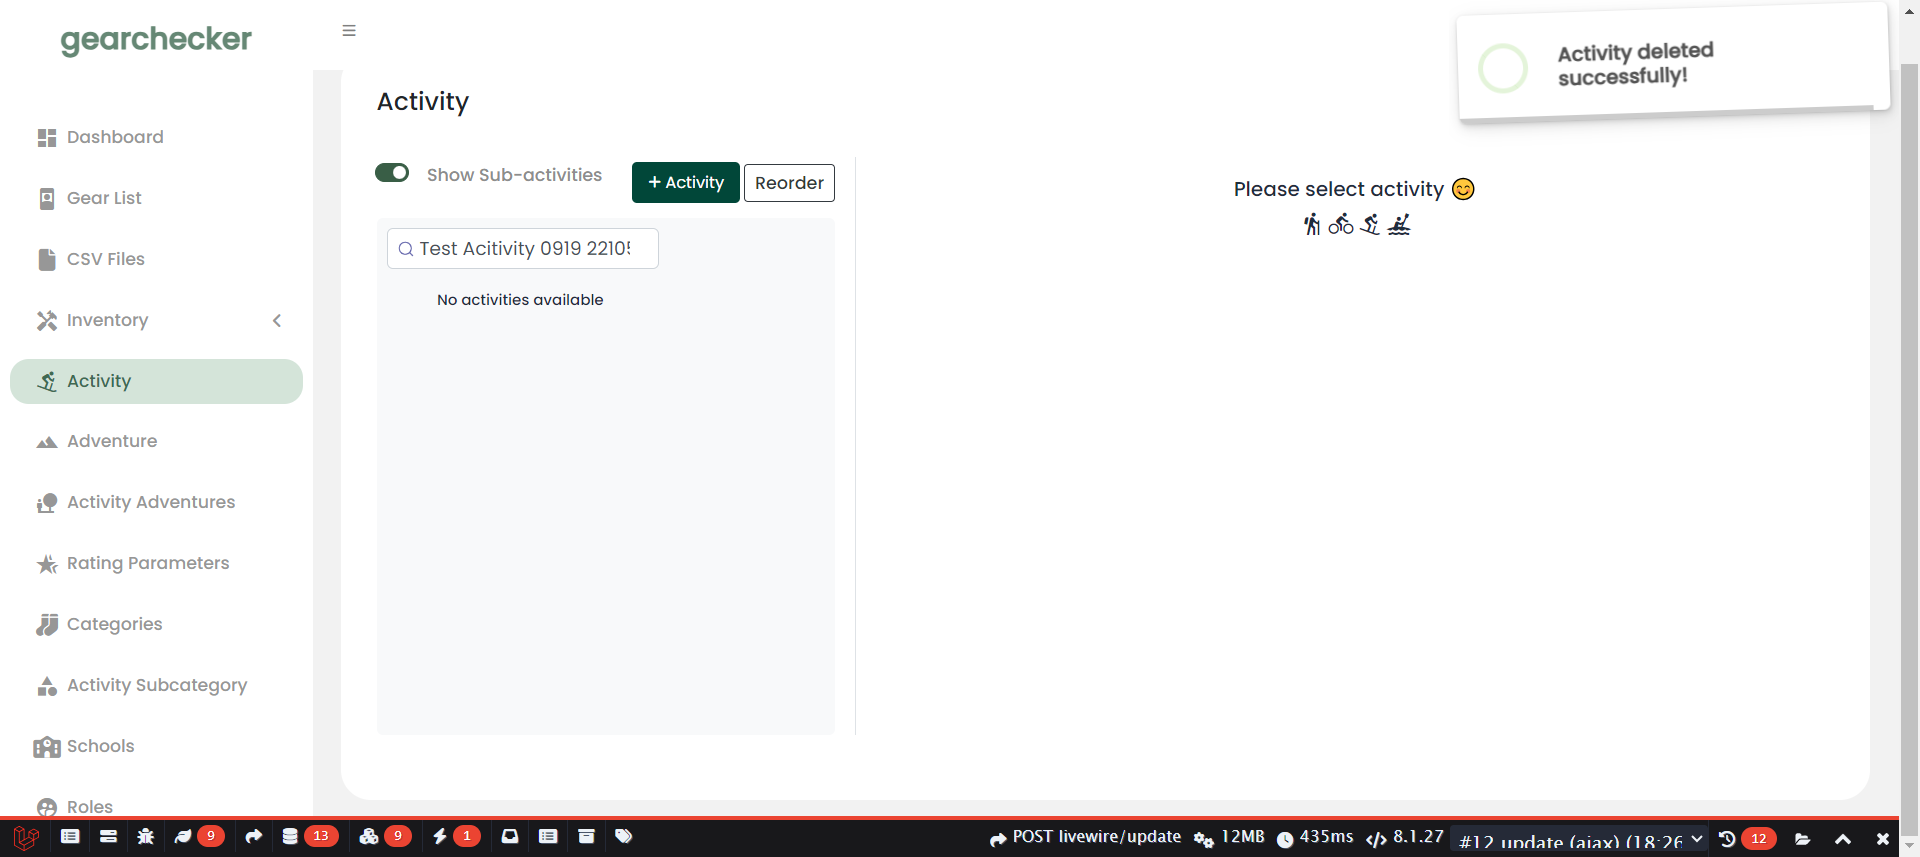 gearchecker
Activity deleted
successfully!
Activity
Dashboard
Gear List
CSV Files
Inventory
Activity
Adventure
Activity Adventures
Rating Parameters
Categories
Activity Subcategory
Schools
Roles
Show Sub-activities
+ Activity
Reorder
Test Acitivity 0919 2210
No activities available
Please select activity 😊
9
13
9
1
POST livewire/update
12MB
435ms
8.1.27
#12 update (ajax) (18:26
12